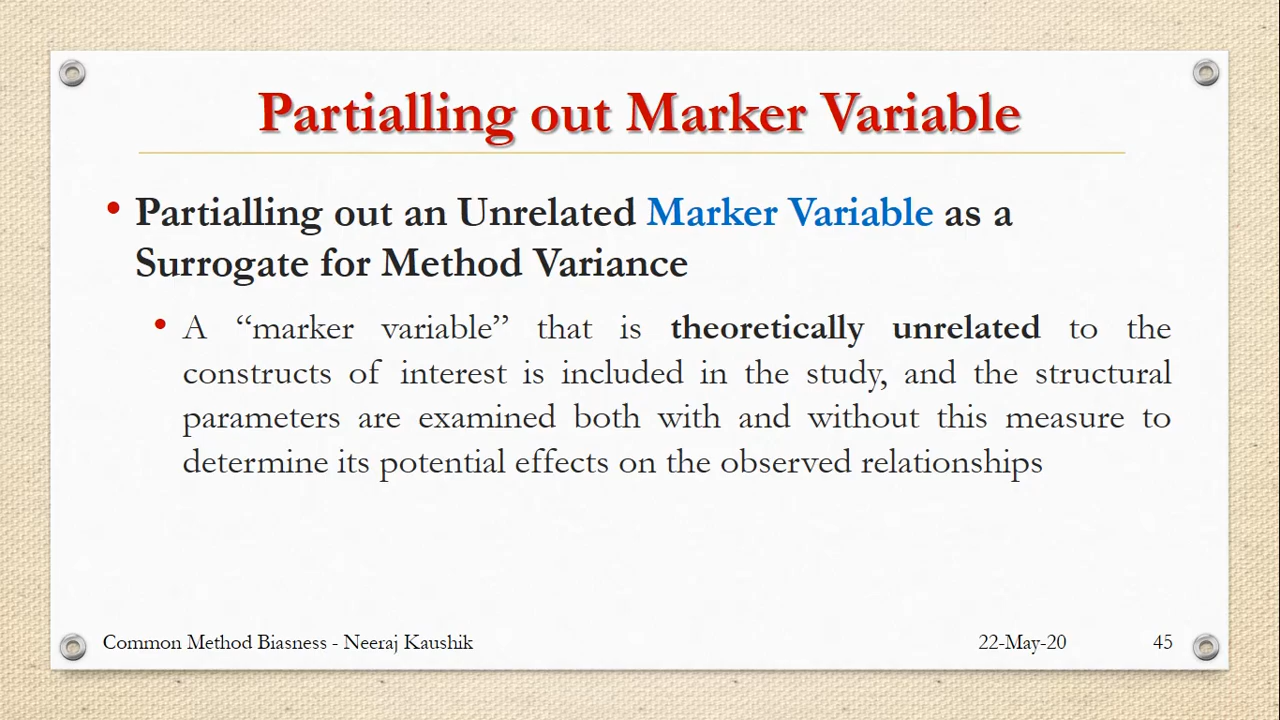 Partialling out Marker Variable
• Partialling out an Unrelated Marker Variable as a
Surrogate for Method Variance
• A “marker variable” that is theoretically unrelated to the
constructs of interest is included in the study, and the structural
parameters are examined both with and without this measure to
determine its potential effects on the observed relationships
Common Method Biasness - Neeraj Kaushik 22-May-20 45